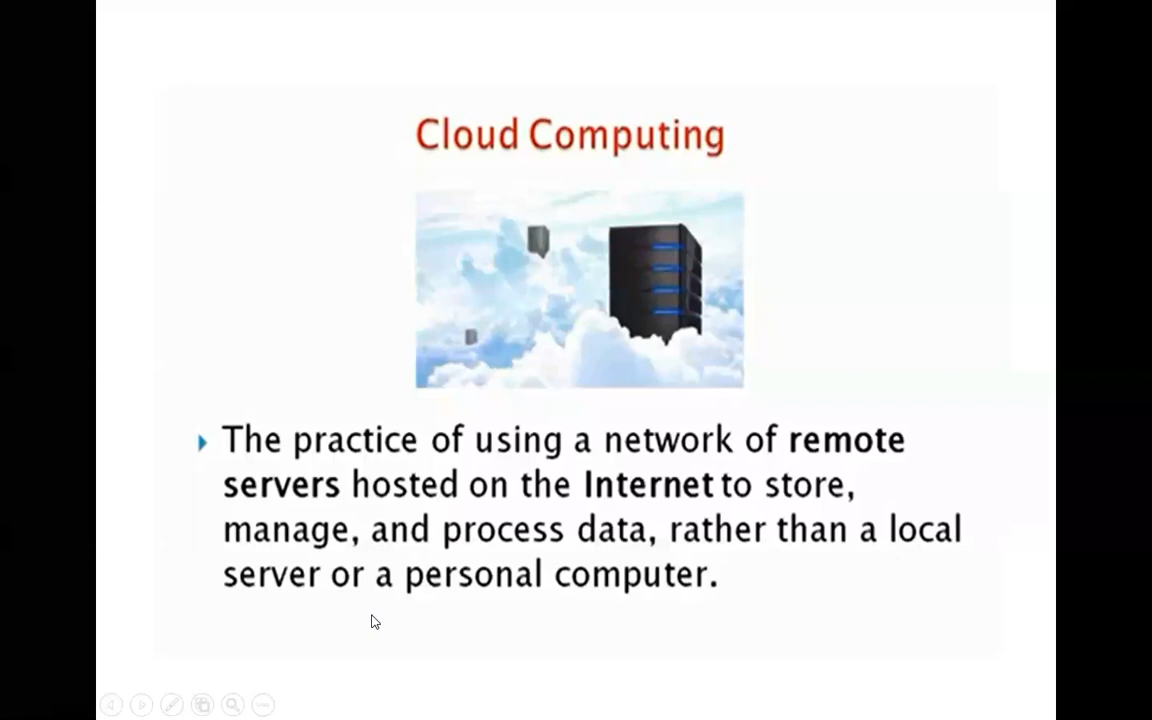 Cloud Computing
The practice of using a network of remote
servers hosted on the Internet to store,
manage, and process data, rather than a local
server or a personal computer.